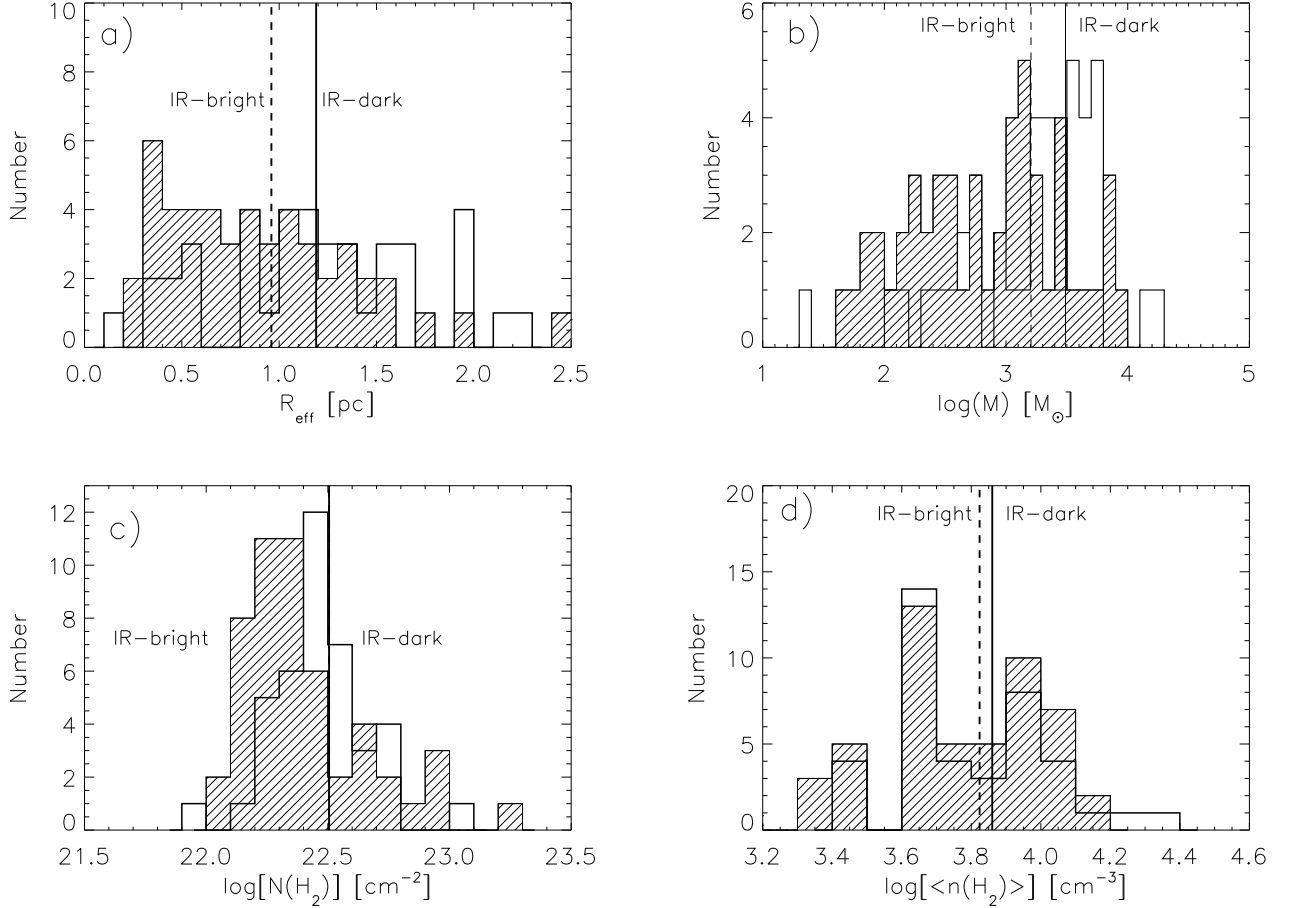 a)
10
8
6
4
2
0
Number
IR-bright
IR-dark
0.0 0.5 1.0 1.5 2.0 2.5
R_eff [pc]
b)
6
4
2
0
Number
IR-bright
IR-dark
1 2 3 4 5
log(M) [M_⊙]
c)
12
10
8
6
4
2
0
Number
IR-bright
IR-dark
21.5 22.0 22.5 23.0 23.5
log[N(H₂)] [cm⁻²]
d)
20
15
10
5
0
Number
IR-bright
IR-dark
3.2 3.4 3.6 3.8 4.0 4.2 4.4 4.6
log[<n(H₂)>] [cm⁻³]